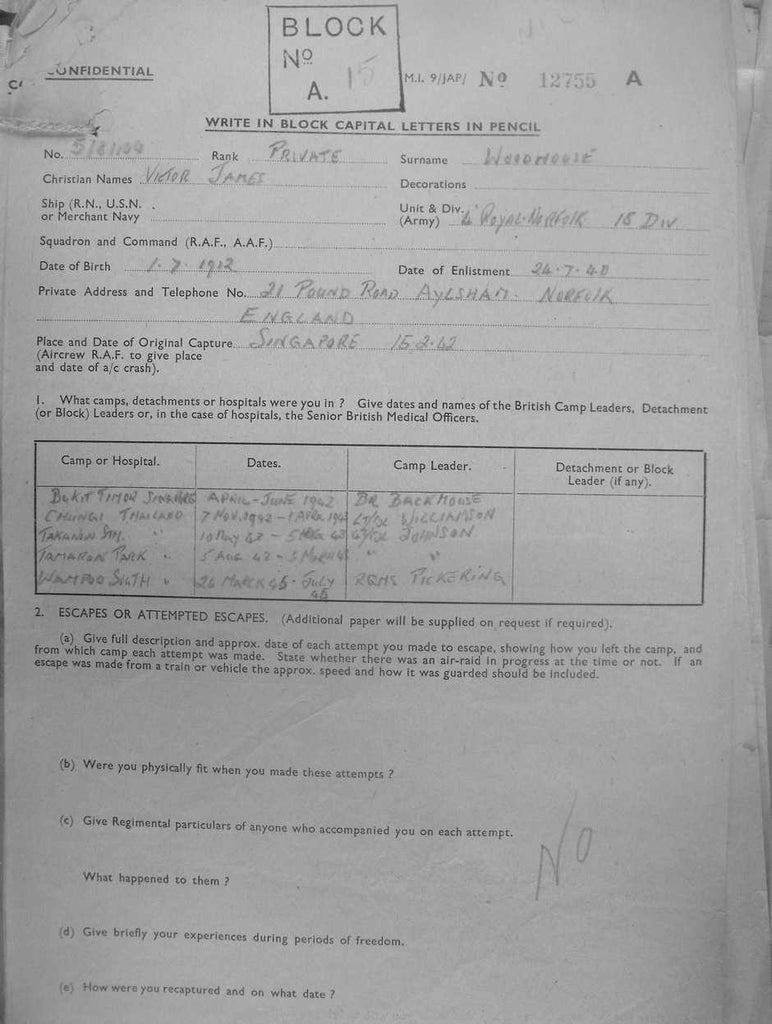 BLOCK
Nº
A. 15
CONFIDENTIAL
M.I. 9/JAP/ Nº 12755 A
WRITE IN BLOCK CAPITAL LETTERS IN PENCIL
No. Rank PRIVATE Surname WOODHOUSE
Christian Names VICTOR JAMES Decorations
Ship (R.N., U.S.N. or Merchant Navy
Unit & Div. (Army) 4 ROYAL NORFOLK 18 DIV
Squadron and Command (R.A.F., A.A.F.)
Date of Birth 1.7.1912 Date of Enlistment 24.7.40
Private Address and Telephone No. 21 POUND ROAD AYLSHAM. NORFOLK
ENGLAND
Place and Date of Original Capture. SINGAPORE 15.2.42
(Aircrew R.A.F. to give place
and date of a/c crash).
1. What camps, detachments or hospitals were you in ? Give dates and names of the British Camp Leaders, Detachment
(or Block) Leaders or, in the case of hospitals, the Senior British Medical Officers.
Camp or Hospital. Dates. Camp Leader. Detachment or Block
Leader (if any).
BUKIT TIMOR SINGAPORE APRIL - JUNE 1942 BACKHOUSE
CHUNGI THAILAND 7 NOV. 1942 - 1 APRIL 1943 LT/COL WILLIAMSON
TAKANUN " 10 MAY 43 - 43 LT/COL JOHNSON
PARK " 5 AUG 43 - " "
WAMPOO SOUTH " 26 MARCH 45 - JULY 45 RQMS PICKERING
2. ESCAPES OR ATTEMPTED ESCAPES. (Additional paper will be supplied on request if required).
(a) Give full description and approx. date of each attempt you made to escape, showing how you left the camp, and
from which camp each attempt was made. State whether there was an air-raid in progress at the time or not. If an
escape was made from a train or vehicle the approx. speed and how it was guarded should be included.
(b) Were you physically fit when you made these attempts ?
(c) Give Regimental particulars of anyone who accompanied you on each attempt.
NO
What happened to them ?
(d) Give briefly your experiences during periods of freedom.
(e) How were you recaptured and on what date ?